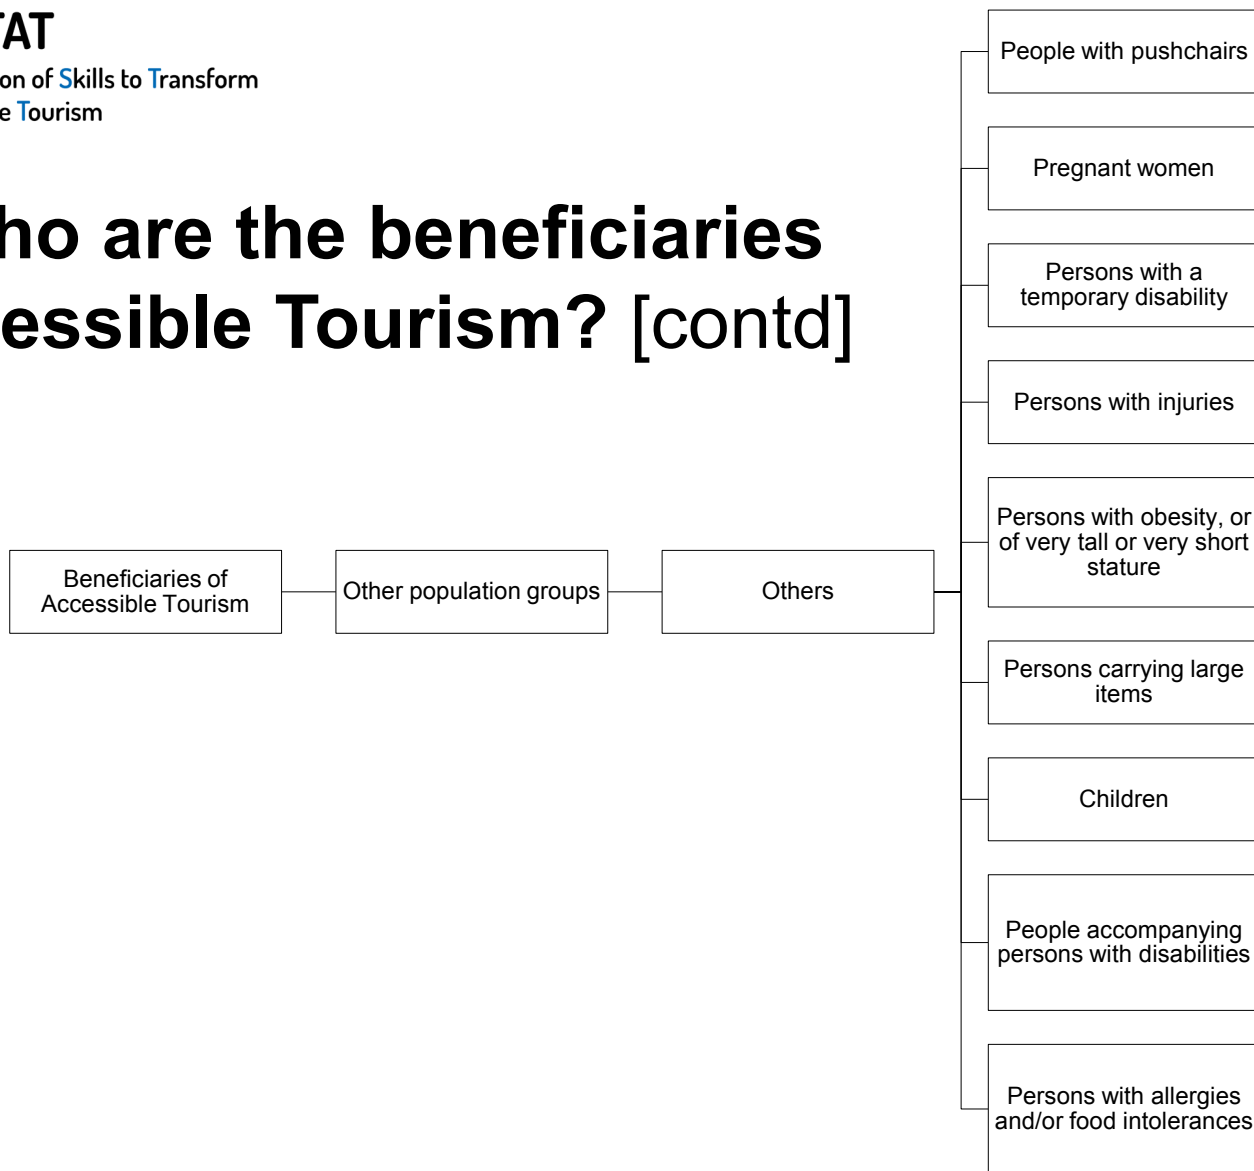 TAT
on of Skills to Transform
e Tourism
ho are the beneficiaries
essible Tourism? [contd]
Beneficiaries of
Accessible Tourism
Other population groups
Others
People with pushchairs
Pregnant women
Persons with a
temporary disability
Persons with injuries
Persons with obesity, or
of very tall or very short
stature
Persons carrying large
items
Children
People accompanying
persons with disabilities
Persons with allergies
and/or food intolerances